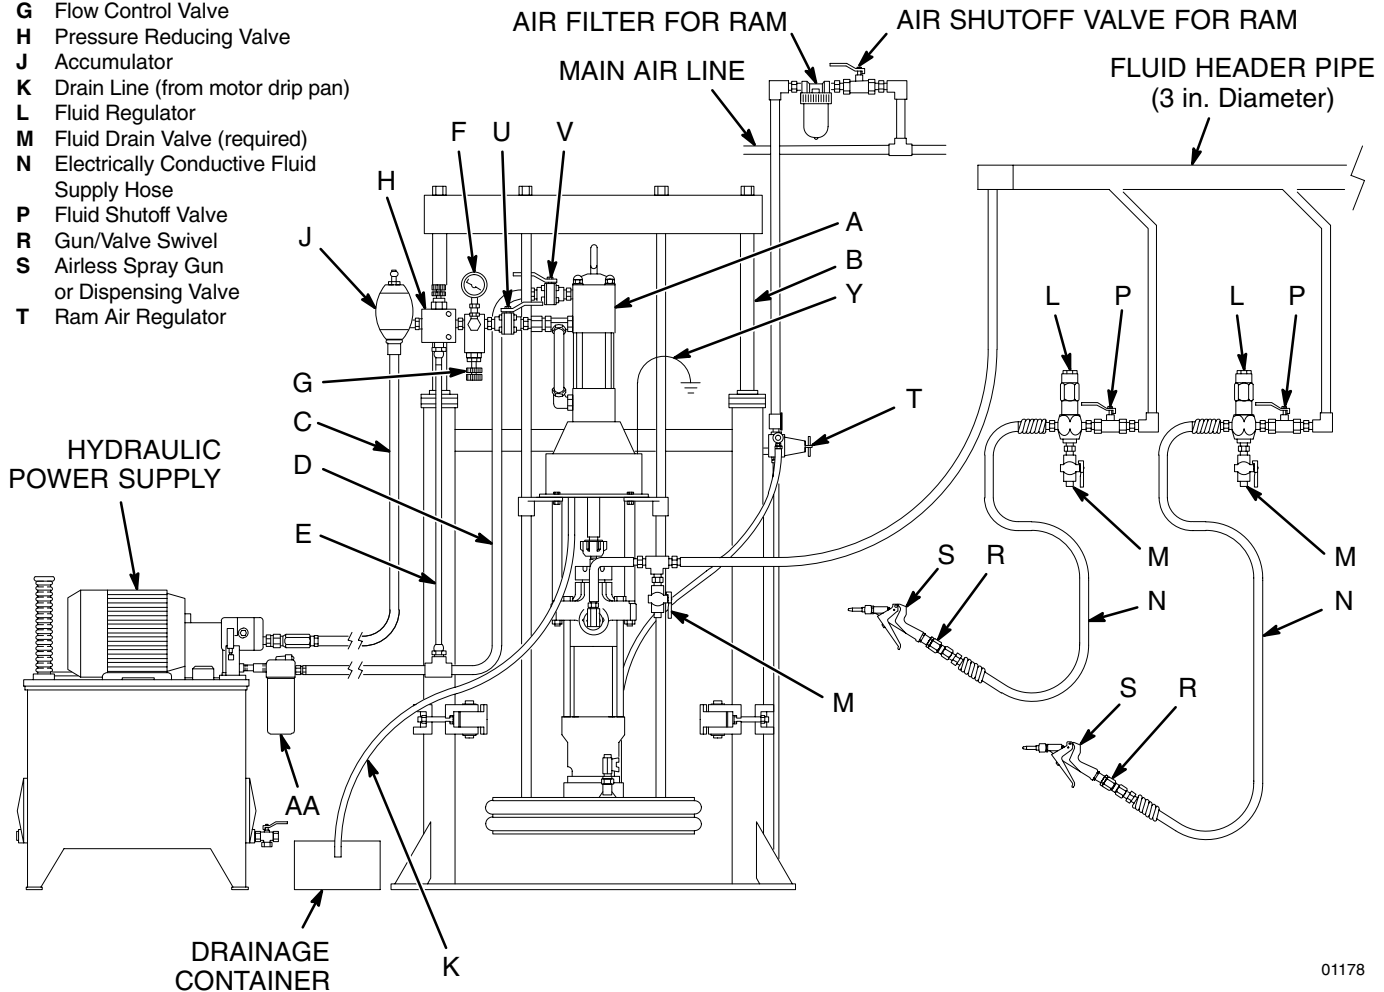 G Flow Control Valve
H Pressure Reducing Valve
J Accumulator
K Drain Line (from motor drip pan)
L Fluid Regulator
M Fluid Drain Valve (required)
N Electrically Conductive Fluid
Supply Hose
P Fluid Shutoff Valve
R Gun/Valve Swivel
S Airless Spray Gun
or Dispensing Valve
T Ram Air Regulator
AIR FILTER FOR RAM
AIR SHUTOFF VALVE FOR RAM
MAIN AIR LINE
FLUID HEADER PIPE
(3 in. Diameter)
F
U
V
H
A
J
B
Y
L
P
L
P
G
T
C
HYDRAULIC
POWER SUPPLY
D
E
M
M
S
R
N
N
M
S
R
AA
DRAINAGE
CONTAINER
K
01178